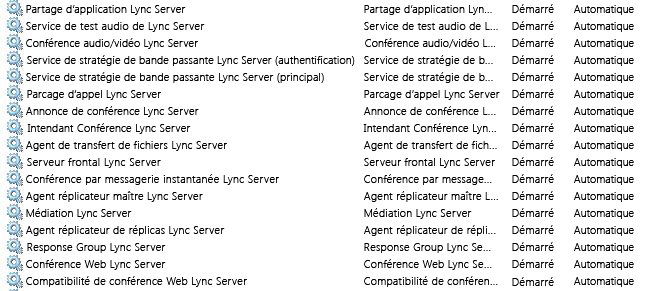 Partage d'application Lync Server Partage d'application Lyn... Démarré Automatique
Service de test audio de Lync Server Service de test audio de L... Démarré Automatique
Conférence audio/vidéo Lync Server Conférence audio/vidéo L... Démarré Automatique
Service de stratégie de bande passante Lync Server (authentification) Service de stratégie de b... Démarré Automatique
Service de stratégie de bande passante Lync Server (principal) Service de stratégie de b... Démarré Automatique
Parcage d'appel Lync Server Parcage d'appel Lync Server Démarré Automatique
Annonce de conférence Lync Server Annonce de conférence L... Démarré Automatique
Intendant Conférence Lync Server Intendant Conférence Lyn... Démarré Automatique
Agent de transfert de fichiers Lync Server Agent de transfert de fich... Démarré Automatique
Serveur frontal Lync Server Serveur frontal Lync Server Démarré Automatique
Conférence par messagerie instantanée Lync Server Conférence par message... Démarré Automatique
Agent réplicateur maître Lync Server Agent réplicateur maître L... Démarré Automatique
Médiation Lync Server Médiation Lync Server Démarré Automatique
Agent réplicateur de réplicas Lync Server Agent réplicateur de répli... Démarré Automatique
Response Group Lync Server Response Group Lync Se... Démarré Automatique
Conférence Web Lync Server Conférence Web Lync Se... Démarré Automatique
Compatibilité de conférence Web Lync Server Compatibilité de conféren... Démarré Automatique